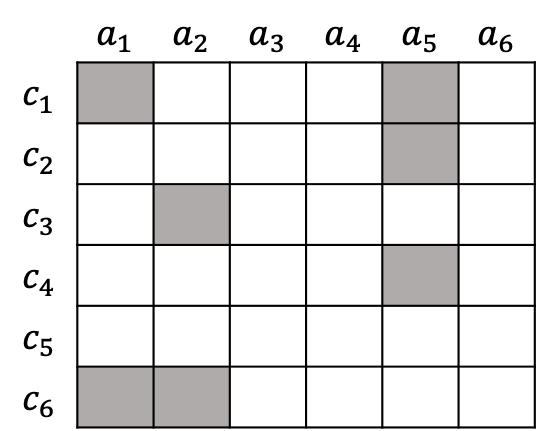 a₁ a₂ a₃ a₄ a₅ a₆
c₁
c₂
c₃
c₄
c₅
c₆